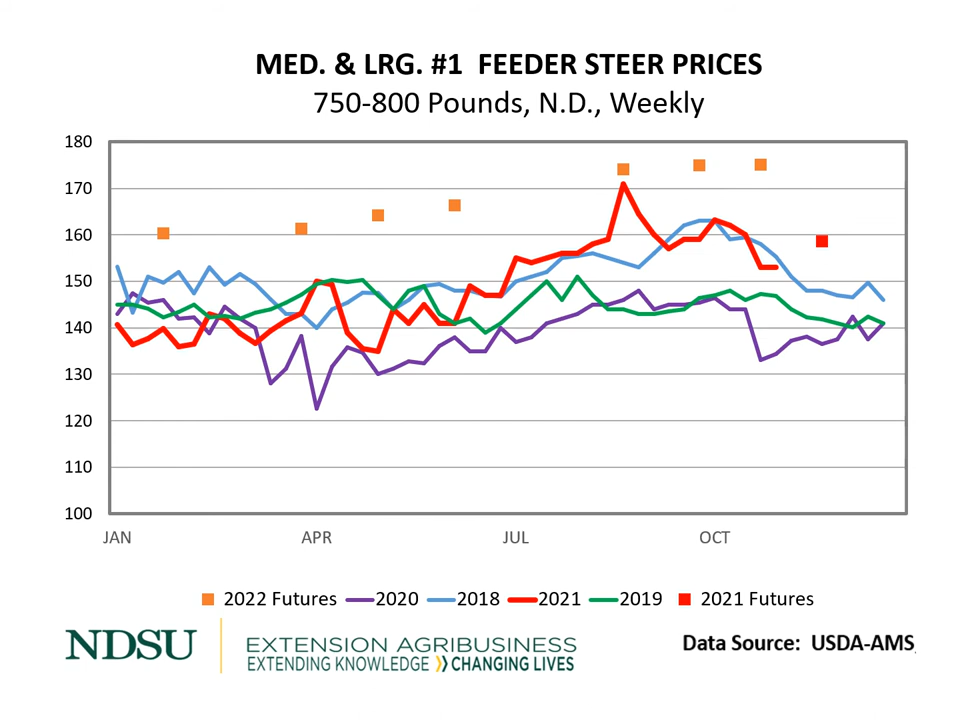 MED. & LRG. #1 FEEDER STEER PRICES
750-800 Pounds, N.D., Weekly
180
170
160
150
140
130
120
110
100
JAN APR JUL OCT
2022 Futures 2020 2018 2021 2019 2021 Futures
NDSU
EXTENSION AGRIBUSINESS
EXTENDING KNOWLEDGE )) CHANGING LIVES
Data Source: USDA-AMS